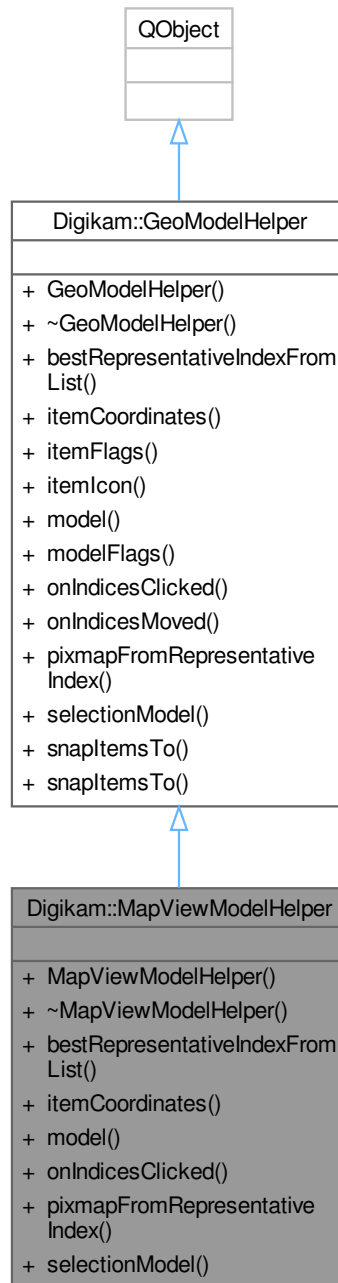 QObject
Digikam::GeoModelHelper
+ GeoModelHelper()
+ ~GeoModelHelper()
+ bestRepresentativeIndexFrom
List()
+ itemCoordinates()
+ itemFlags()
+ itemIcon()
+ model()
+ modelFlags()
+ onIndicesClicked()
+ onIndicesMoved()
+ pixmapFromRepresentative
Index()
+ selectionModel()
+ snapItemsTo()
+ snapItemsTo()
Digikam::MapViewModelHelper
+ MapViewModelHelper()
+ ~MapViewModelHelper()
+ bestRepresentativeIndexFrom
List()
+ itemCoordinates()
+ model()
+ onIndicesClicked()
+ pixmapFromRepresentative
Index()
+ selectionModel()